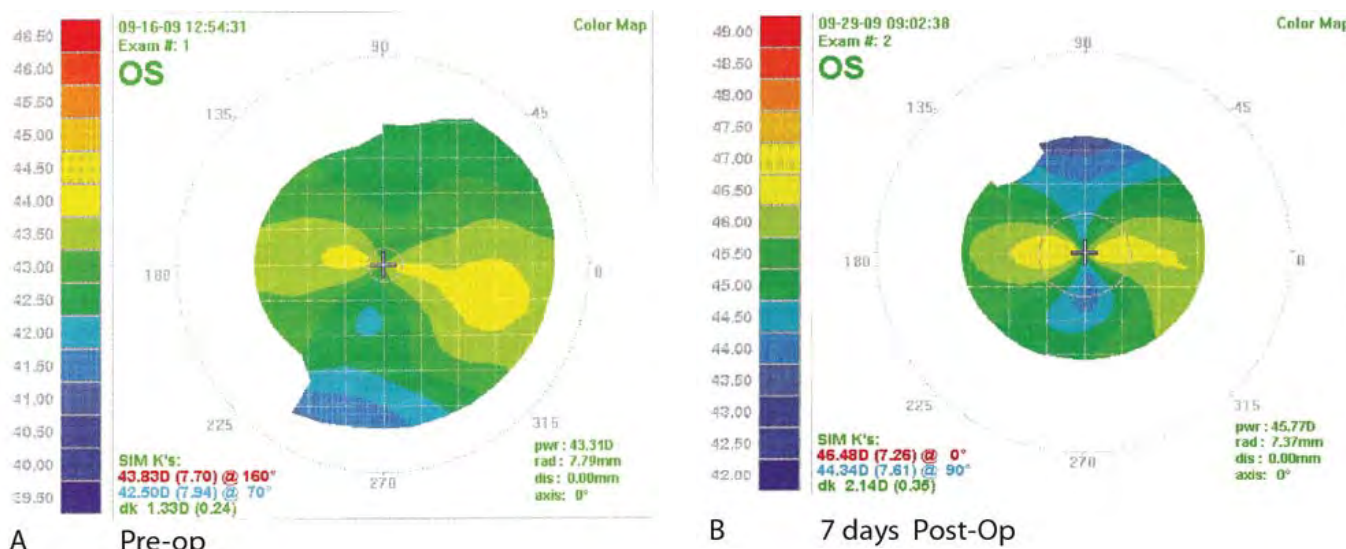 09-16-09 12:54:31
Exam #: 1
OS
Color Map
46.50
46.00
45.50
45.00
44.50
44.00
43.50
43.00
42.50
42.00
41.50
41.00
40.50
40.00
39.50
90
135
45
180
0
225
315
270
SIM K's:
43.83D (7.70) @ 160°
42.50D (7.94) @ 70°
dk 1.33D (0.24)
pwr : 43.31D
rad : 7.79mm
dis : 0.00mm
axis: 0°
A Pre-op
09-29-09 09:02:38
Exam #: 2
OS
Color Map
49.00
48.50
48.00
47.50
47.00
46.50
46.00
45.50
45.00
44.50
44.00
43.50
43.00
42.50
42.00
90
135
45
180
0
225
315
270
SIM K's:
46.48D (7.26) @ 0°
44.34D (7.61) @ 90°
dk 2.14D (0.35)
pwr : 45.77D
rad : 7.37mm
dis : 0.00mm
axis: 0°
B 7 days Post-Op